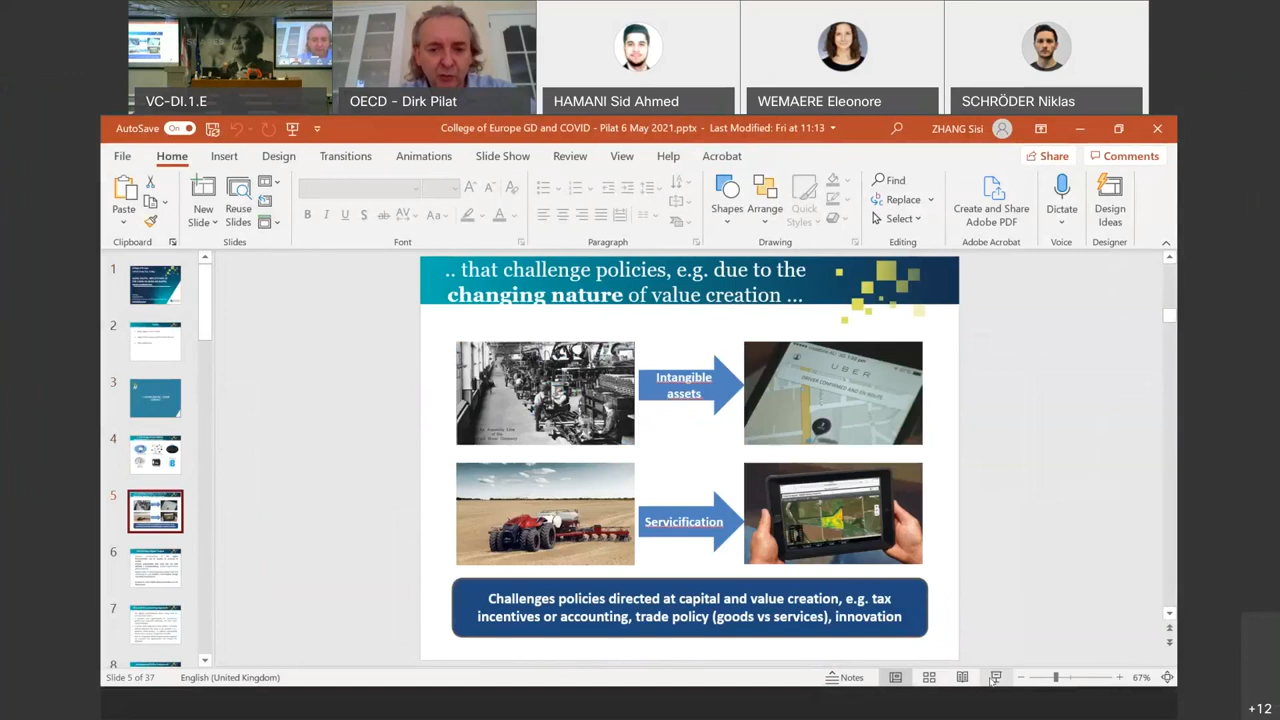 SOARES
VC-DI.1.E
OECD - Dirk Pilat
HAMANI Sid Ahmed
WEMAERE Eleonore
SCHRÖDER Niklas
AutoSave On
College of Europe GD and COVID - Pilat 6 May 2021.pptx - Last Modified: Fri at 11:13
ZHANG Sisi
File Home Insert Design Transitions Animations Slide Show Review View Help Acrobat
Share Comments
Paste
New
Slide
Reuse
Slides
Shapes
Arrange
Quick
Styles
Find
Replace
Select
Create and Share
Adobe PDF
Dictate
Design
Ideas
Clipboard Slides Font Paragraph Drawing Editing Adobe Acrobat Voice Designer
1
2
3
4
5
6
7
8
.. that challenge policies, e.g. due to the
changing nature of value creation ...
Intangible
assets
UBER
DRIVER CONFIRMED AND EN ROUTE
Servicification
Challenges policies directed at capital and value creation, e.g. tax
incentives or accounting, trade policy (goods vs services), innovation
Slide 5 of 37 English (United Kingdom) Notes 67%
+12